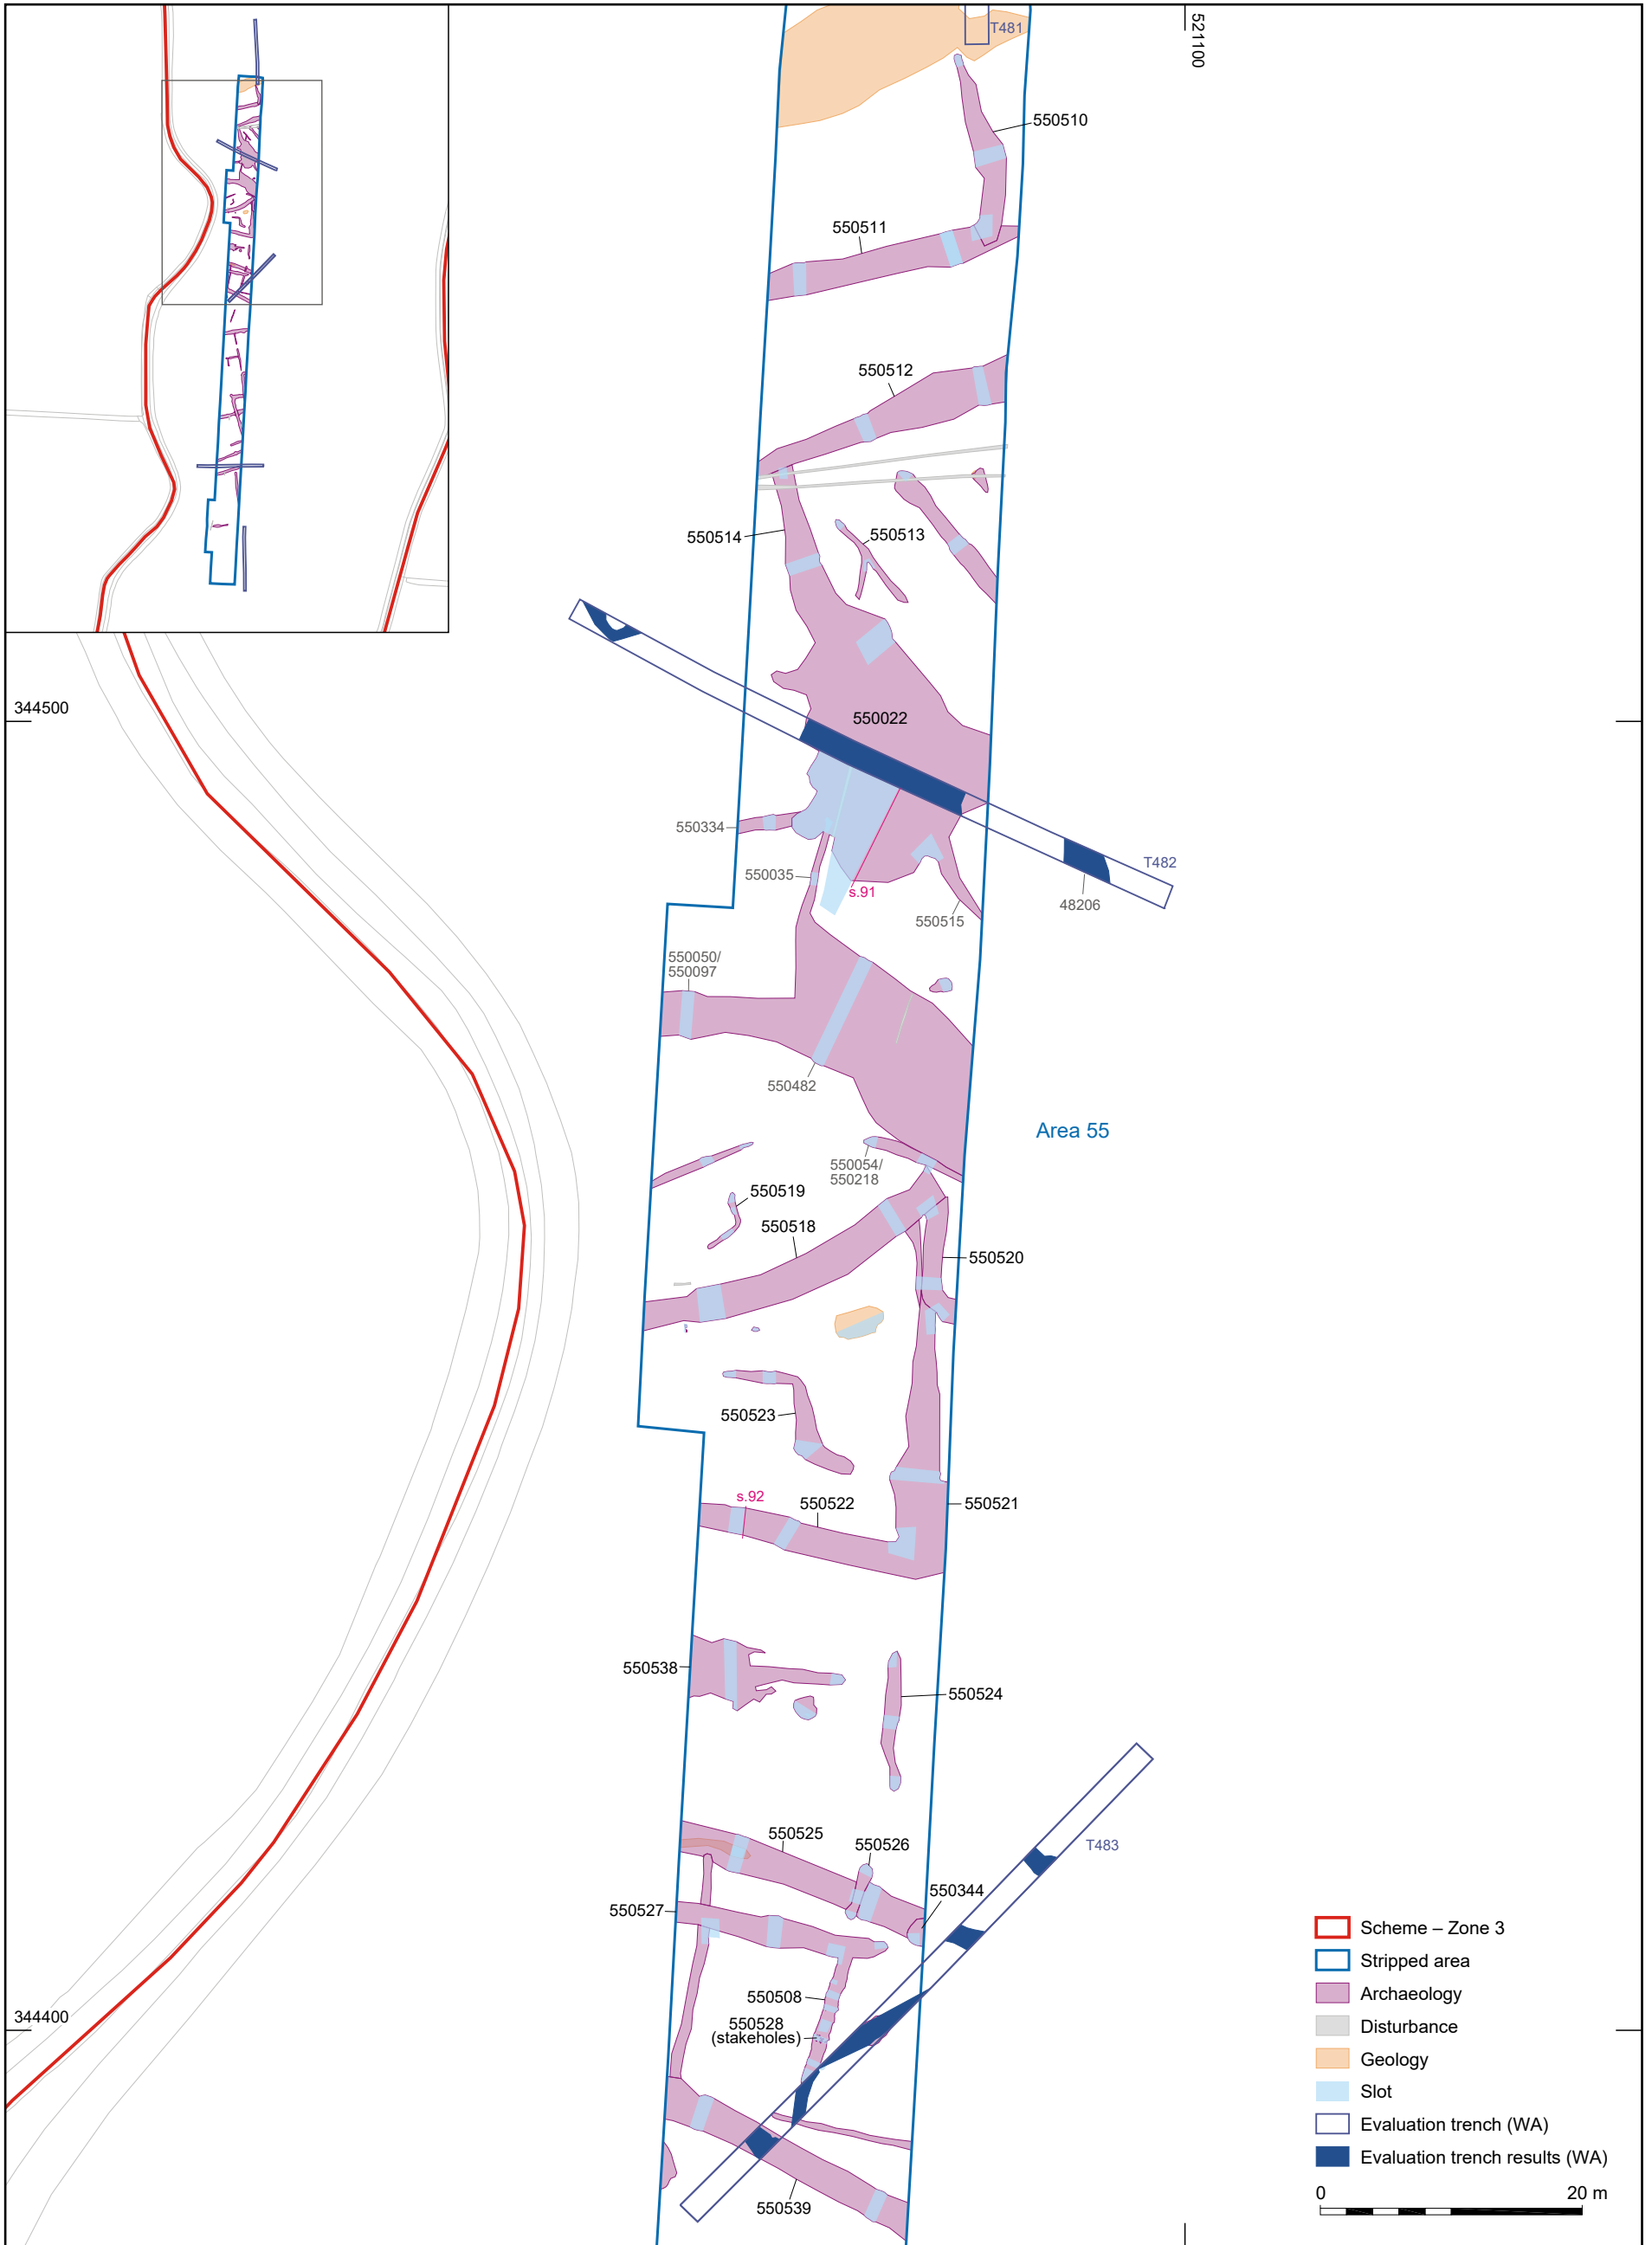 521100
T481
550510
550511
550512
550514
550513
344500
550022
550334
T482
550035
s.91
48206
550515
550050/
550097
550482
Area 55
550054/
550218
550519
550518
550520
550523
s.92
550522
550521
550538
550524
550525
T483
550526
550344
550527
Scheme – Zone 3
Stripped area
Archaeology
550508
344400
550528
(stakeholes)
Disturbance
Geology
Slot
Evaluation trench (WA)
Evaluation trench results (WA)
0 20 m
550539